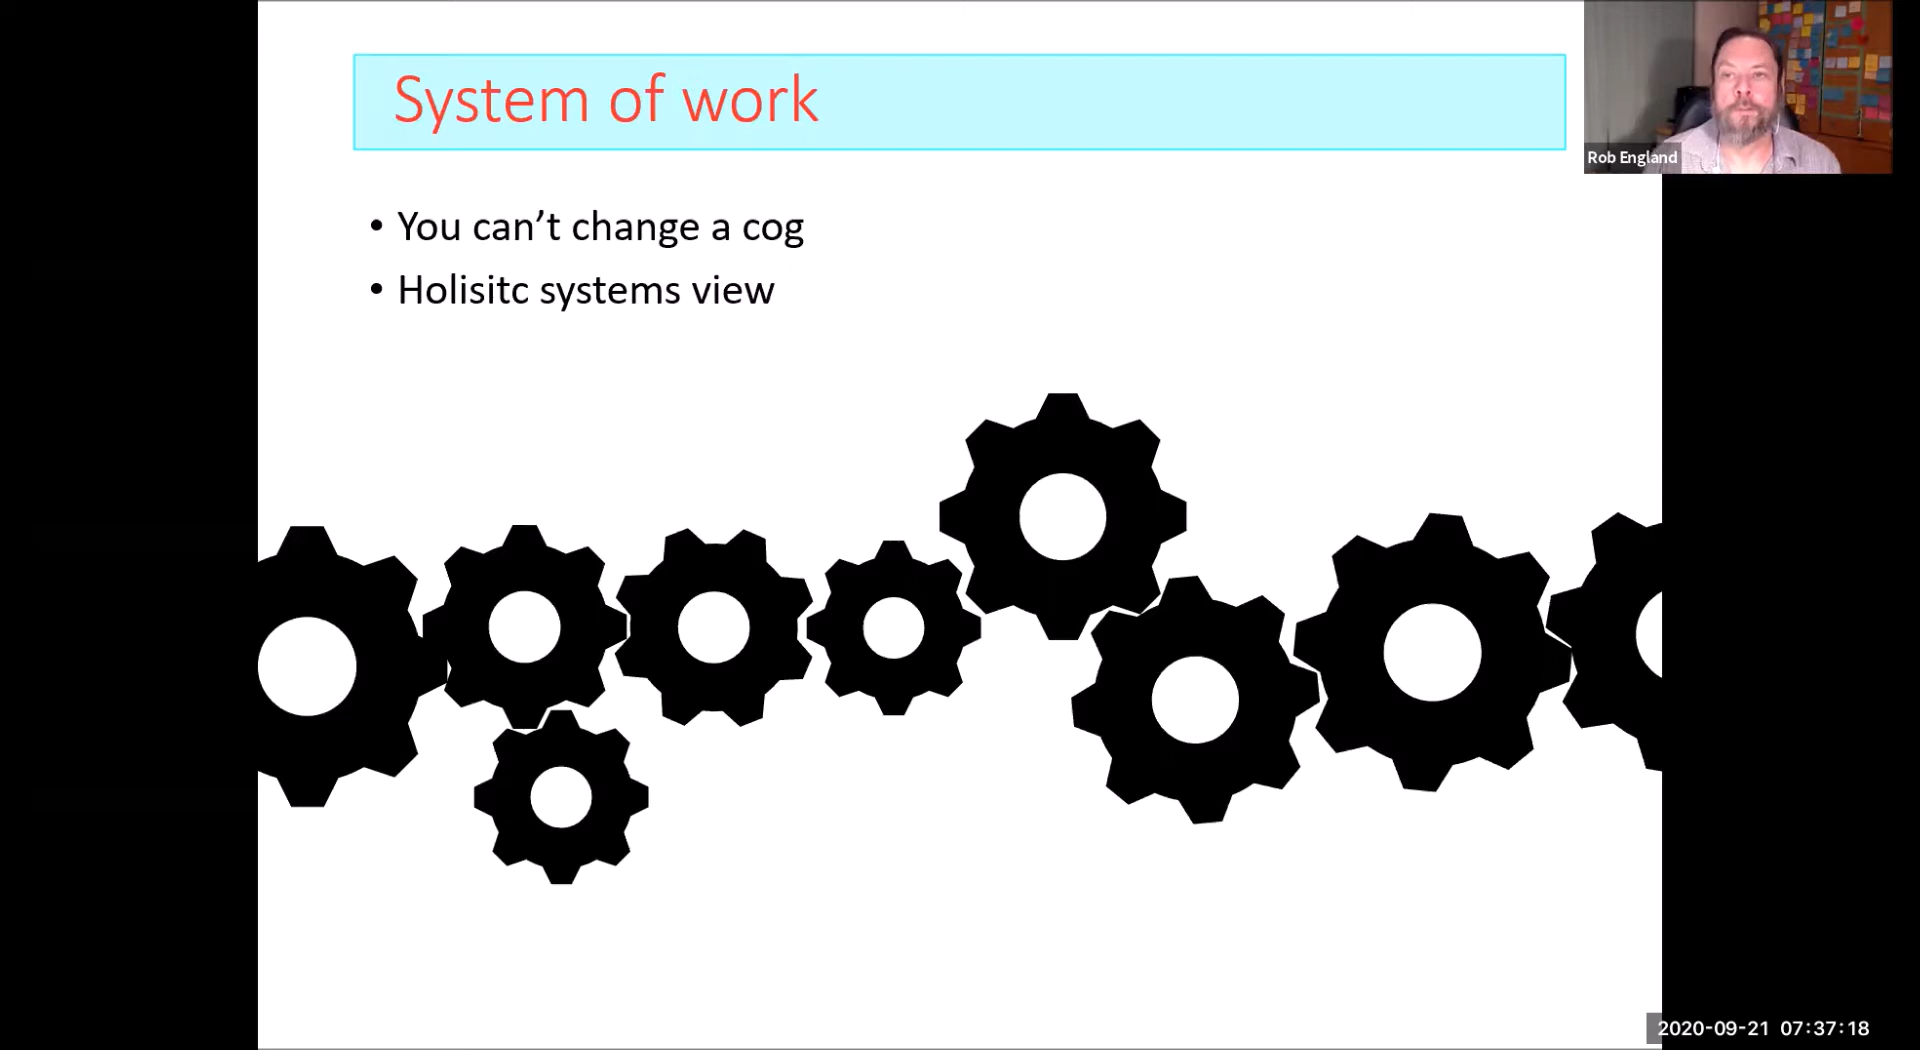 System of work
Rob England
• You can’t change a cog
• Holisitc systems view
2020-09-21 07:37:18